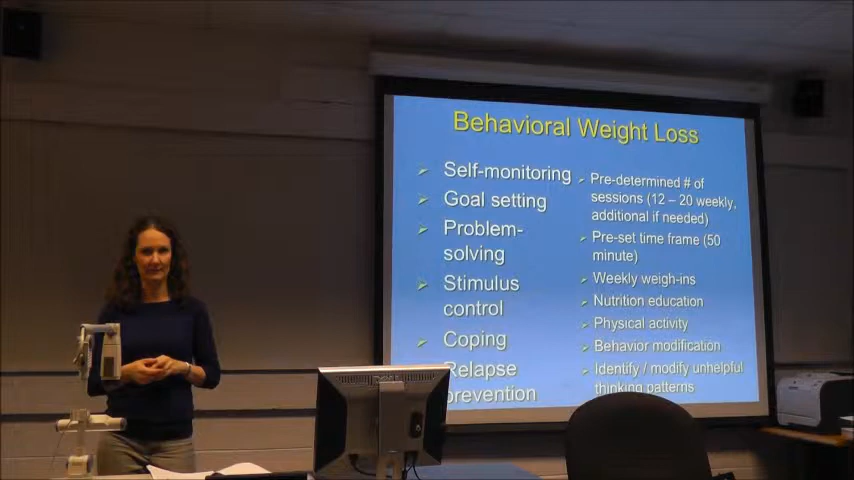 Behavioral Weight Loss
Self-monitoring
Goal setting
Problem-
solving
Stimulus
control
Coping
Relapse
prevention
Pre-determined # of
sessions (12 – 20 weekly,
additional if needed)
Pre-set time frame (50
minute)
Weekly weigh-ins
Nutrition education
Physical activity
Behavior modification
Identify / modify unhelpful
thinking patterns